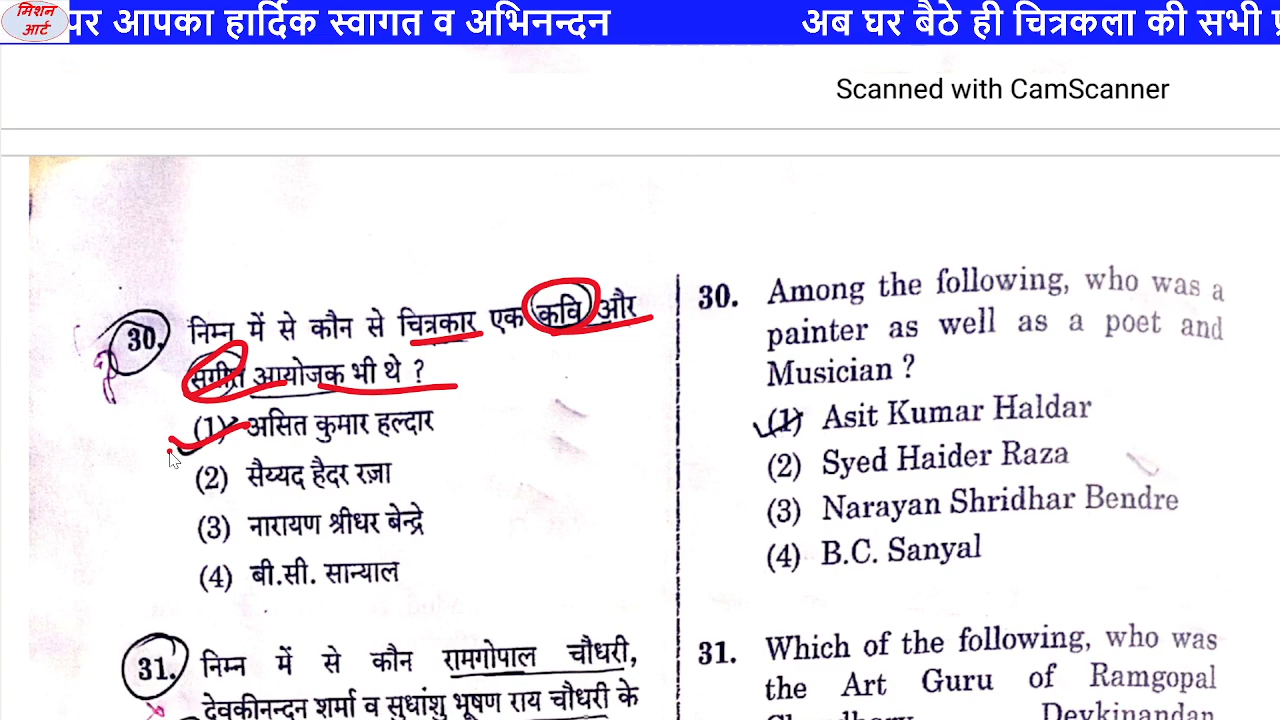 मिशन
आर्ट
पर आपका हार्दिक स्वागत व अभिनन्दन
अब घर बैठे ही चित्रकला की सभी
Scanned with CamScanner
30. निम्न में से कौन से चित्रकार एक कवि और
संगीत आयोजक भी थे ?
(1) असित कुमार हल्दार
(2) सैय्यद हैदर रज़ा
(3) नारायण श्रीधर बेन्द्रे
(4) बी.सी. सान्याल
31. निम्न में से कौन रामगोपाल चौधरी,
देवकीनन्दन शर्मा व सुधांशु भूषण राय चौधरी के
30. Among the following, who was a
painter as well as a poet and
Musician ?
(1) Asit Kumar Haldar
(2) Syed Haider Raza
(3) Narayan Shridhar Bendre
(4) B.C. Sanyal
31. Which of the following, who was
the Art Guru of Ramgopal